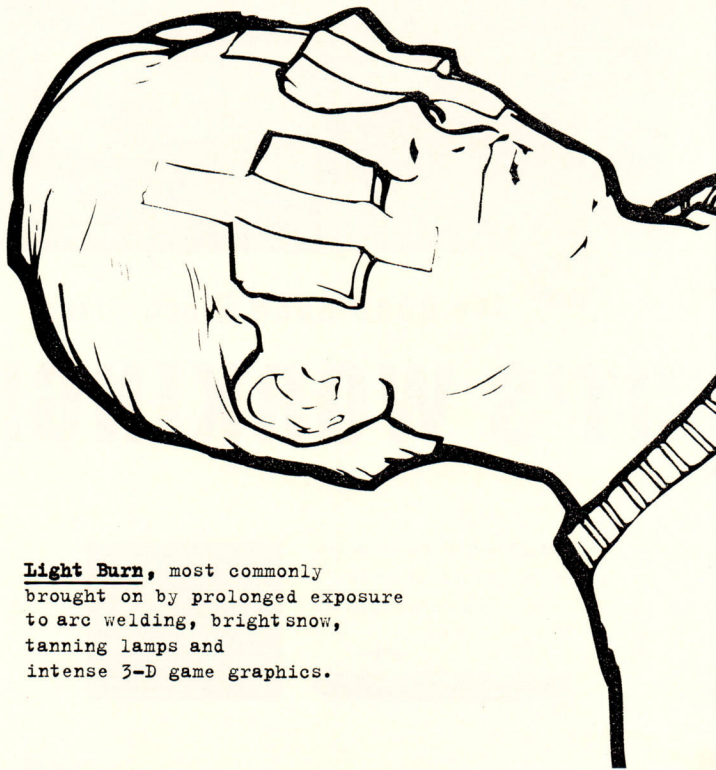 Light Burn, most commonly
brought on by prolonged exposure
to arc welding, bright snow,
tanning lamps and
intense 3-D game graphics.